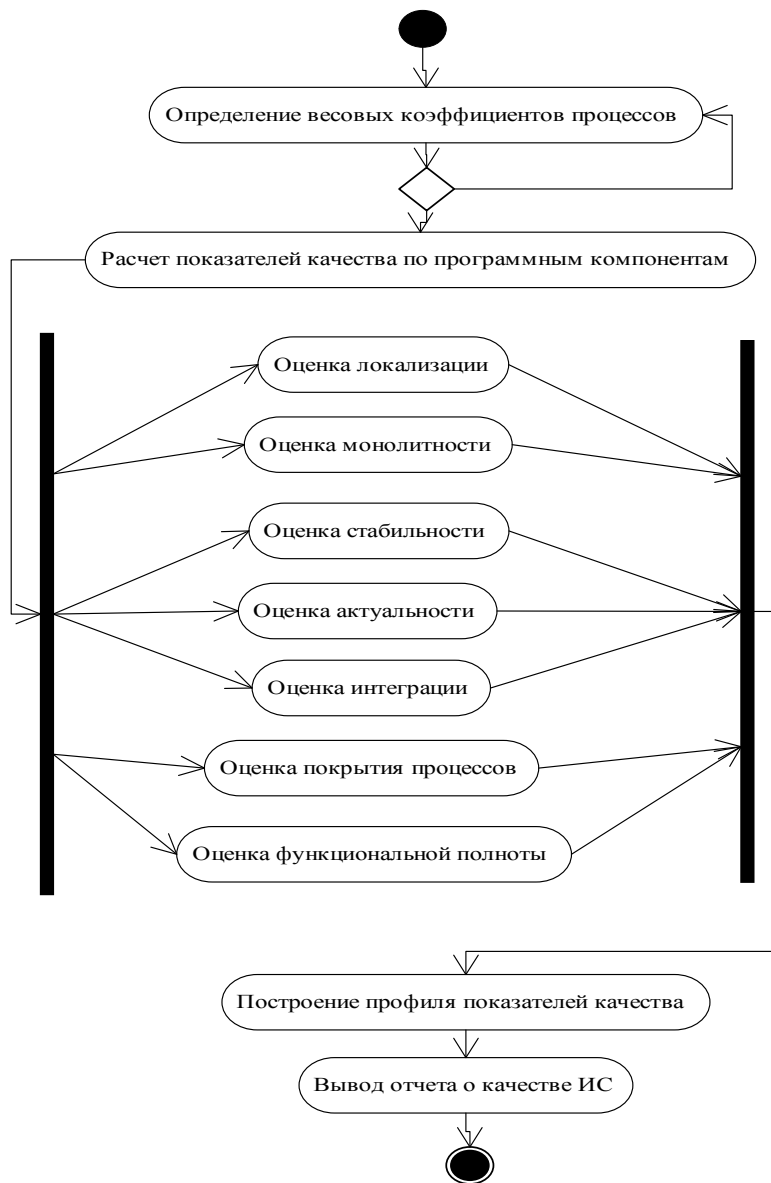 Определение весовых коэффициентов процессов
Расчет показателей качества по программным компонентам
Оценка локализации
Оценка монолитности
Оценка стабильности
Оценка актуальности
Оценка интеграции
Оценка покрытия процессов
Оценка функциональной полноты
Построение профиля показателей качества
Вывод отчета о качестве ИС